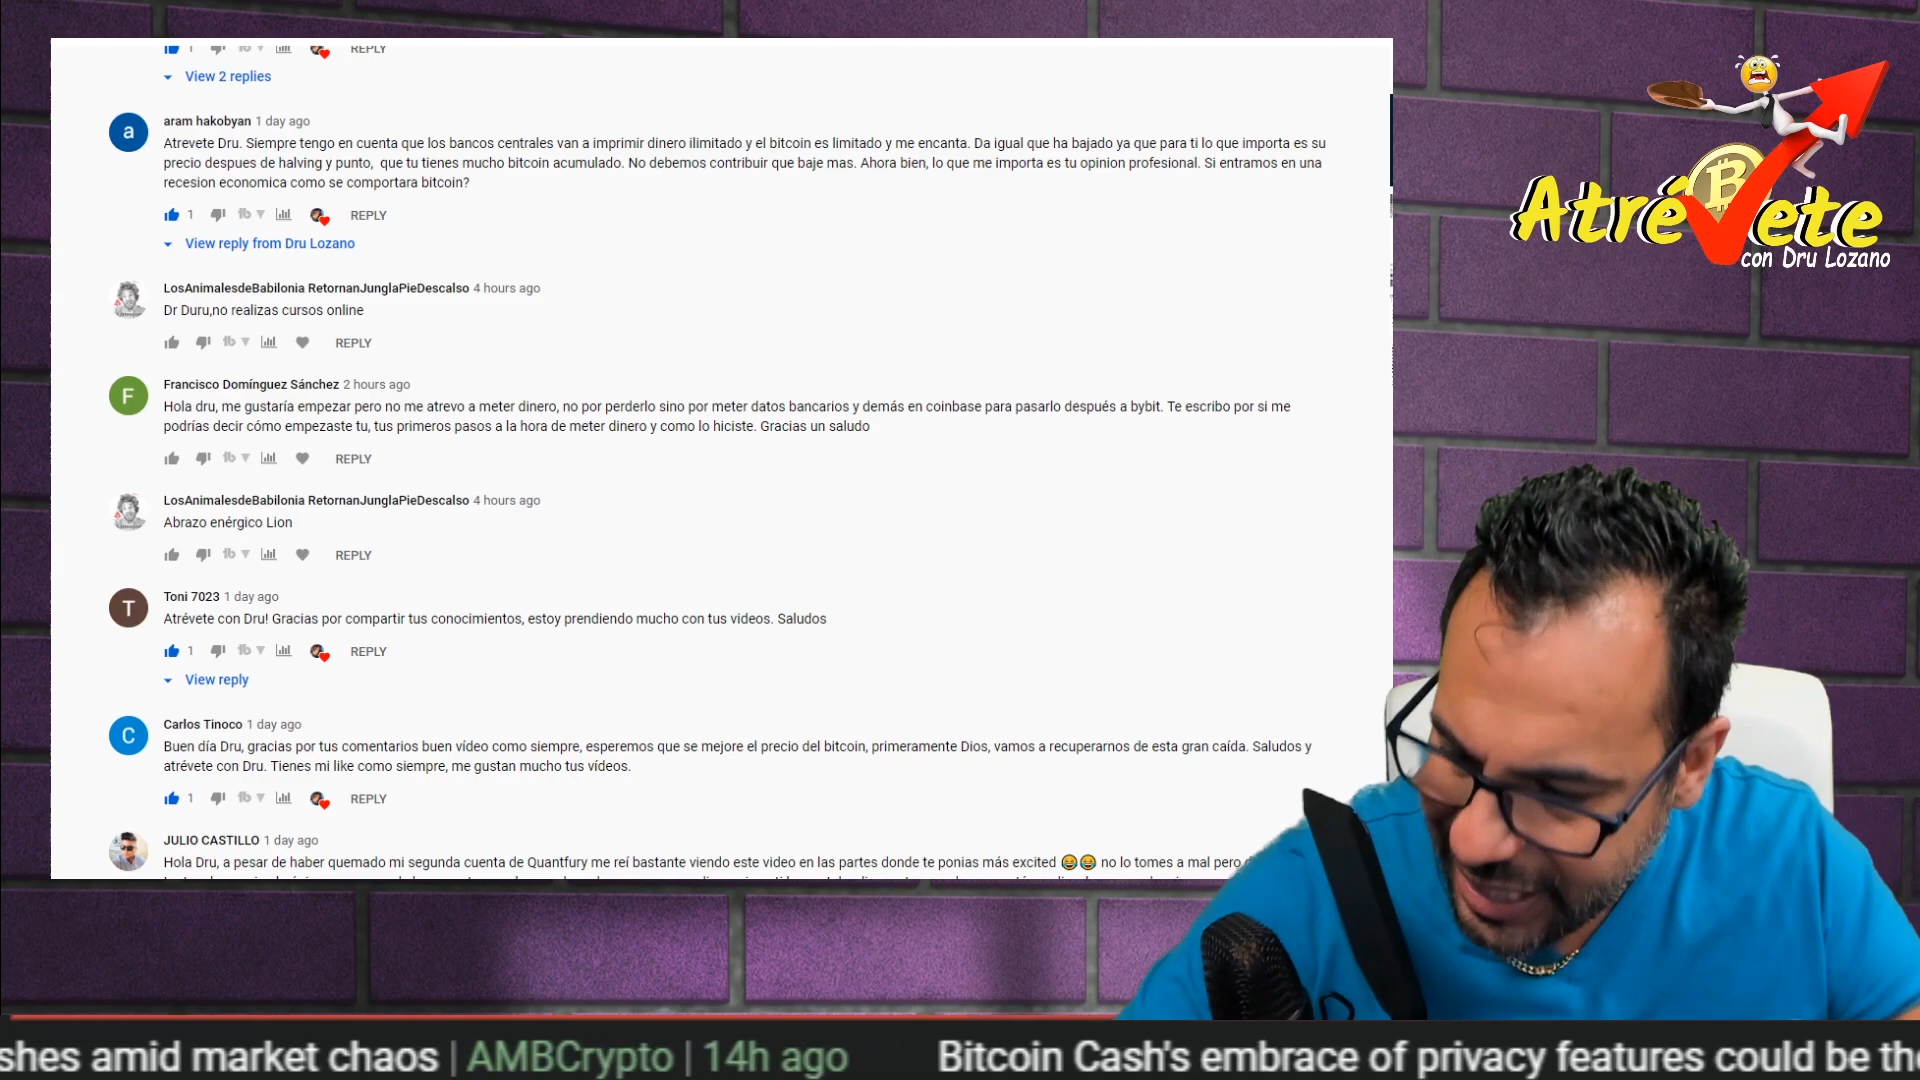 1 REPLY
View 2 replies
aram hakobyan 1 day ago
Atrevete Dru. Siempre tengo en cuenta que los bancos centrales van a imprimir dinero ilimitado y el bitcoin es limitado y me encanta. Da igual que ha bajado ya que para ti lo que importa es su
precio despues de halving y punto, que tu tienes mucho bitcoin acumulado. No debemos contribuir que baje mas. Ahora bien, lo que me importa es tu opinion profesional. Si entramos en una
recesion economica como se comportara bitcoin?
1 REPLY
View reply from Dru Lozano
LosAnimalesdeBabilonia RetornanJunglaPieDescalso 4 hours ago
Dr Duru,no realizas cursos online
REPLY
Francisco Domínguez Sánchez 2 hours ago
Hola dru, me gustaría empezar pero no me atrevo a meter dinero, no por perderlo sino por meter datos bancarios y demás en coinbase para pasarlo después a bybit. Te escribo por si me
podrías decir cómo empezaste tu, tus primeros pasos a la hora de meter dinero y como lo hiciste. Gracias un saludo
REPLY
LosAnimalesdeBabilonia RetornanJunglaPieDescalso 4 hours ago
Abrazo enérgico Lion
REPLY
Toni 7023 1 day ago
Atrévete con Dru! Gracias por compartir tus conocimientos, estoy prendiendo mucho con tus videos. Saludos
1 REPLY
View reply
Carlos Tinoco 1 day ago
Buen día Dru, gracias por tus comentarios buen vídeo como siempre, esperemos que se mejore el precio del bitcoin, primeramente Dios, vamos a recuperarnos de esta gran caída. Saludos y
atrévete con Dru. Tienes mi like como siempre, me gustan mucho tus vídeos.
1 REPLY
JULIO CASTILLO 1 day ago
Hola Dru, a pesar de haber quemado mi segunda cuenta de Quantfury me reí bastante viendo este video en las partes donde te ponias más excited 😂😂 no lo tomes a mal pero
Atrévete
con Dru Lozano
shes amid market chaos | AMBCrypto | 14h ago Bitcoin Cash's embrace of privacy features could be the